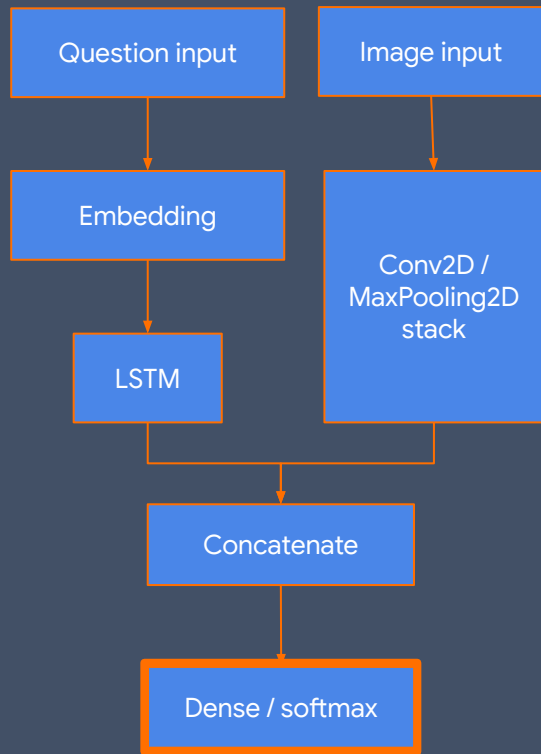 Question input
Image input
Embedding
Conv2D /
MaxPooling2D
stack
LSTM
Concatenate
Dense / softmax